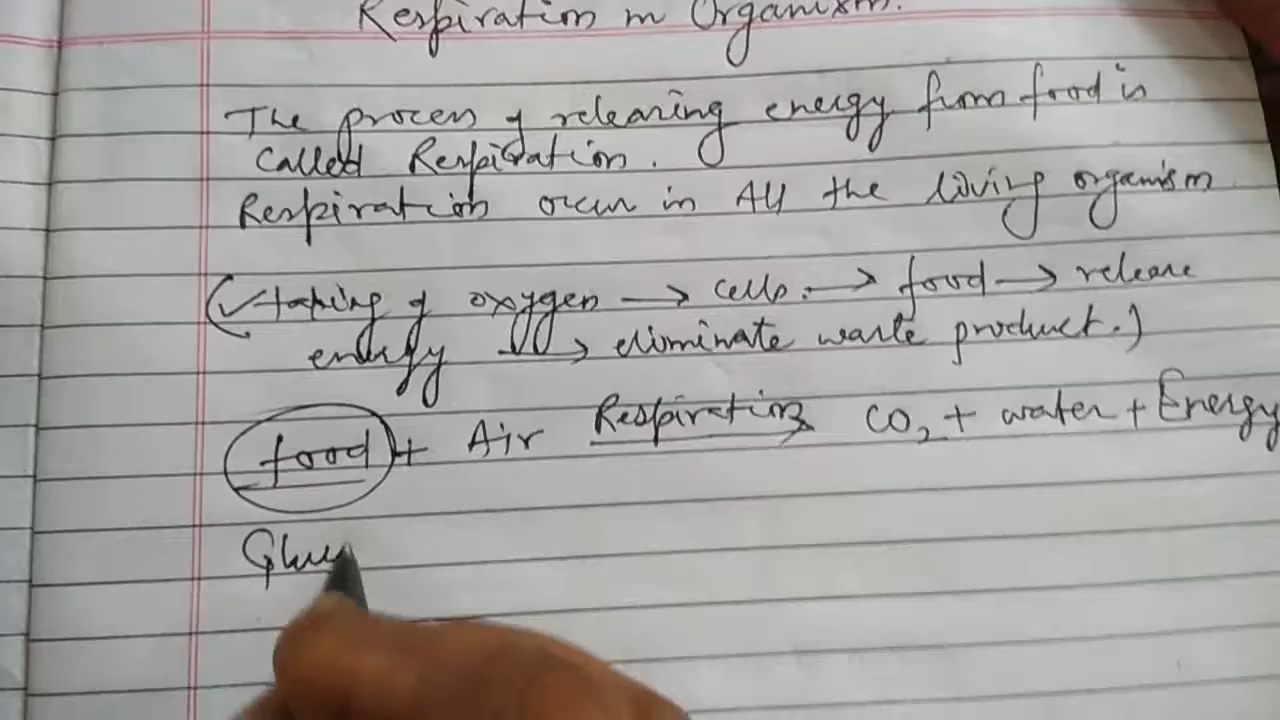 Respiration in Organism.
The process of releasing energy from food is
called Respiration.
Respiration occur in All the living organism
(✓taking of oxygen → cells. → food → release
energy → eliminate waste product.)
food + Air Respiration CO₂ + water + Energy